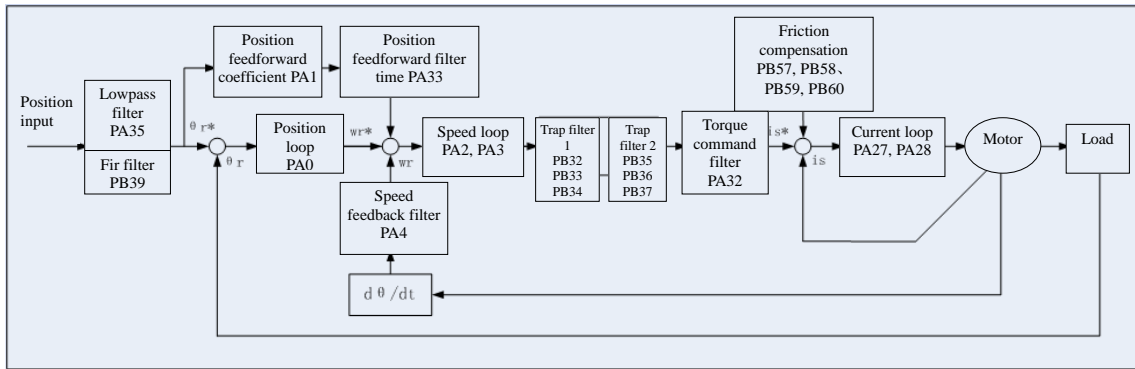 Position
input
Lowpass
filter
PA35
Fir filter
PB39
θr*
θr
Position
feedforward
coefficient PA1
Position
feedforward filter
time PA33
Position
loop
PA0
wr*
wr
Speed loop
PA2, PA3
Speed
feedback filter
PA4
dθ/dt
Trap filter
1
PB32
PB33
PB34
Trap
filter 2
PB35
PB36
PB37
Torque
command
filter
PA32
Friction
compensation
PB57, PB58、
PB59, PB60
is*
is
Current loop
PA27, PA28
Motor
Load